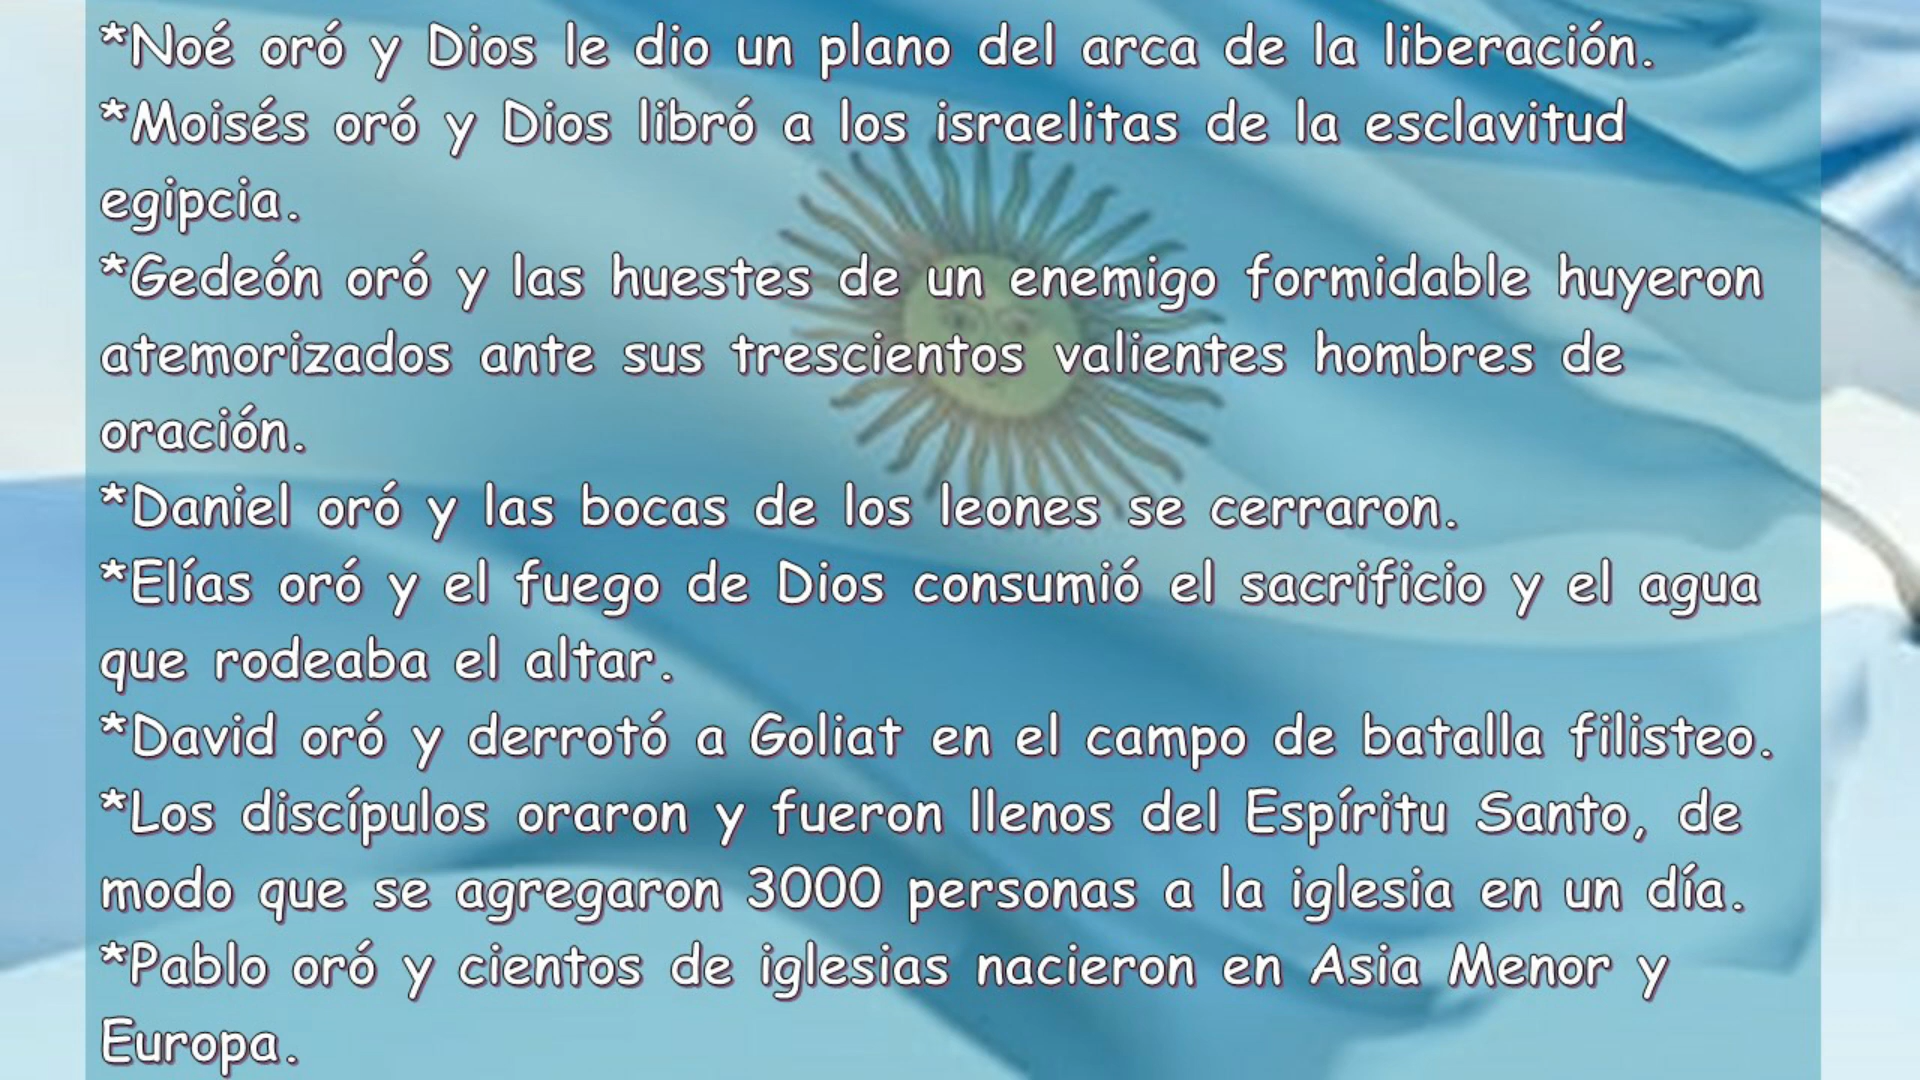 *Noé oró y Dios le dio un plano del arca de la liberación.
*Moisés oró y Dios libró a los israelitas de la esclavitud
egipcia.
*Gedeón oró y las huestes de un enemigo formidable huyeron
atemorizados ante sus trescientos valientes hombres de
oración.
*Daniel oró y las bocas de los leones se cerraron.
*Elías oró y el fuego de Dios consumió el sacrificio y el agua
que rodeaba el altar.
*David oró y derrotó a Goliat en el campo de batalla filisteo.
*Los discípulos oraron y fueron llenos del Espíritu Santo, de
modo que se agregaron 3000 personas a la iglesia en un día.
*Pablo oró y cientos de iglesias nacieron en Asia Menor y
Europa.